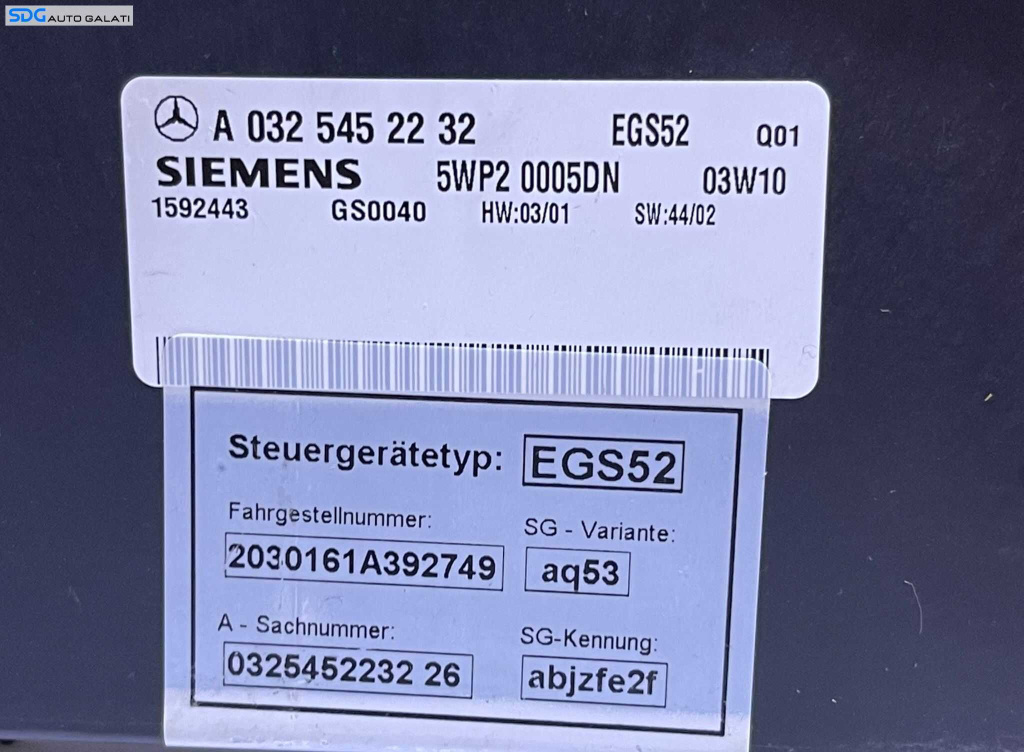 SDG AUTO GALATI
A 032 545 22 32 EGS52 Q01
SIEMENS 5WP2 0005DN 03W10
1592443 GS0040 HW:03/01 SW:44/02
Steuergerätetyp: EGS52
Fahrgestellnummer: SG - Variante:
2030161A392749 aq53
A - Sachnummer: SG-Kennung:
0325452232 26 abjzfe2f